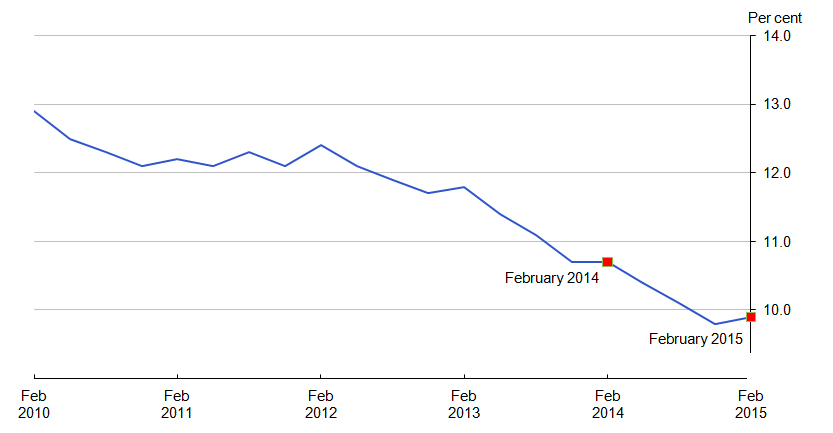 Per cent
14.0
13.0
12.0
11.0
10.0
February 2014
February 2015
Feb Feb Feb Feb Feb Feb
2010 2011 2012 2013 2014 2015